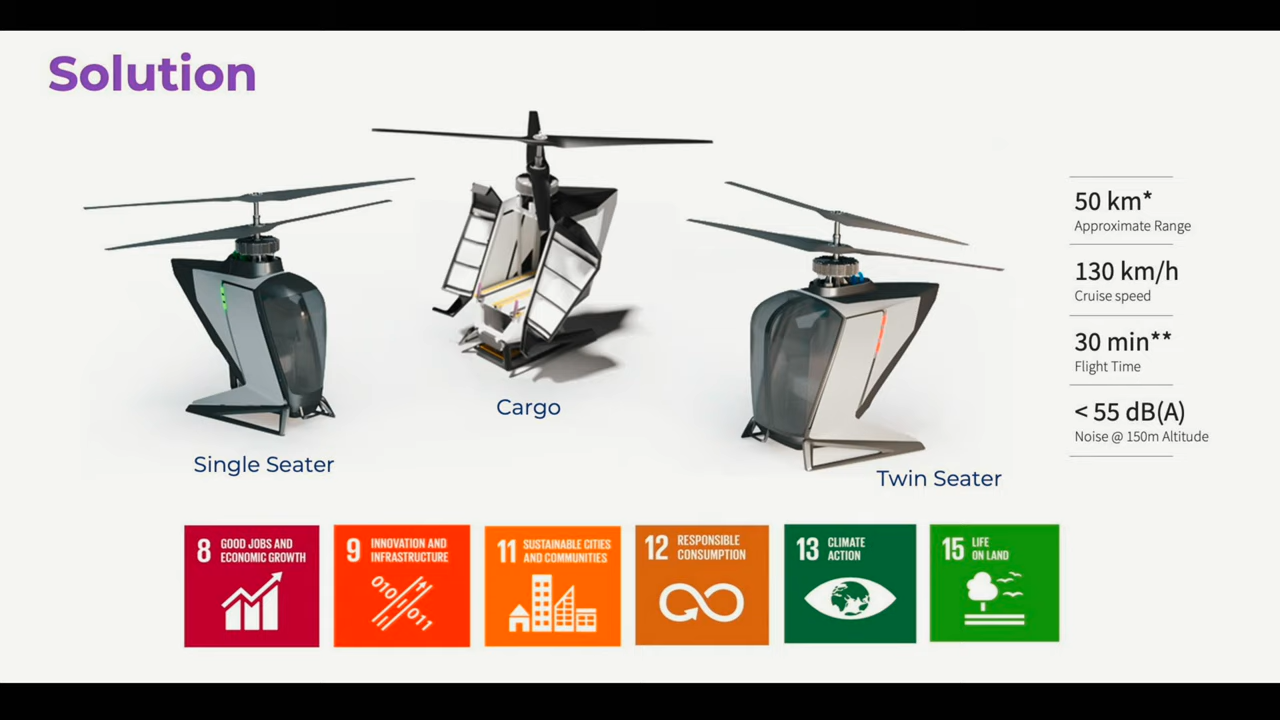 Solution
Single Seater
Cargo
Twin Seater
50 km*
Approximate Range
130 km/h
Cruise speed
30 min**
Flight Time
< 55 dB(A)
Noise @ 150m Altitude
8 GOOD JOBS AND
ECONOMIC GROWTH
9 INNOVATION AND
INFRASTRUCTURE
010
011
11 SUSTAINABLE CITIES
AND COMMUNITIES
12 RESPONSIBLE
CONSUMPTION
13 CLIMATE
ACTION
15 LIFE
ON LAND